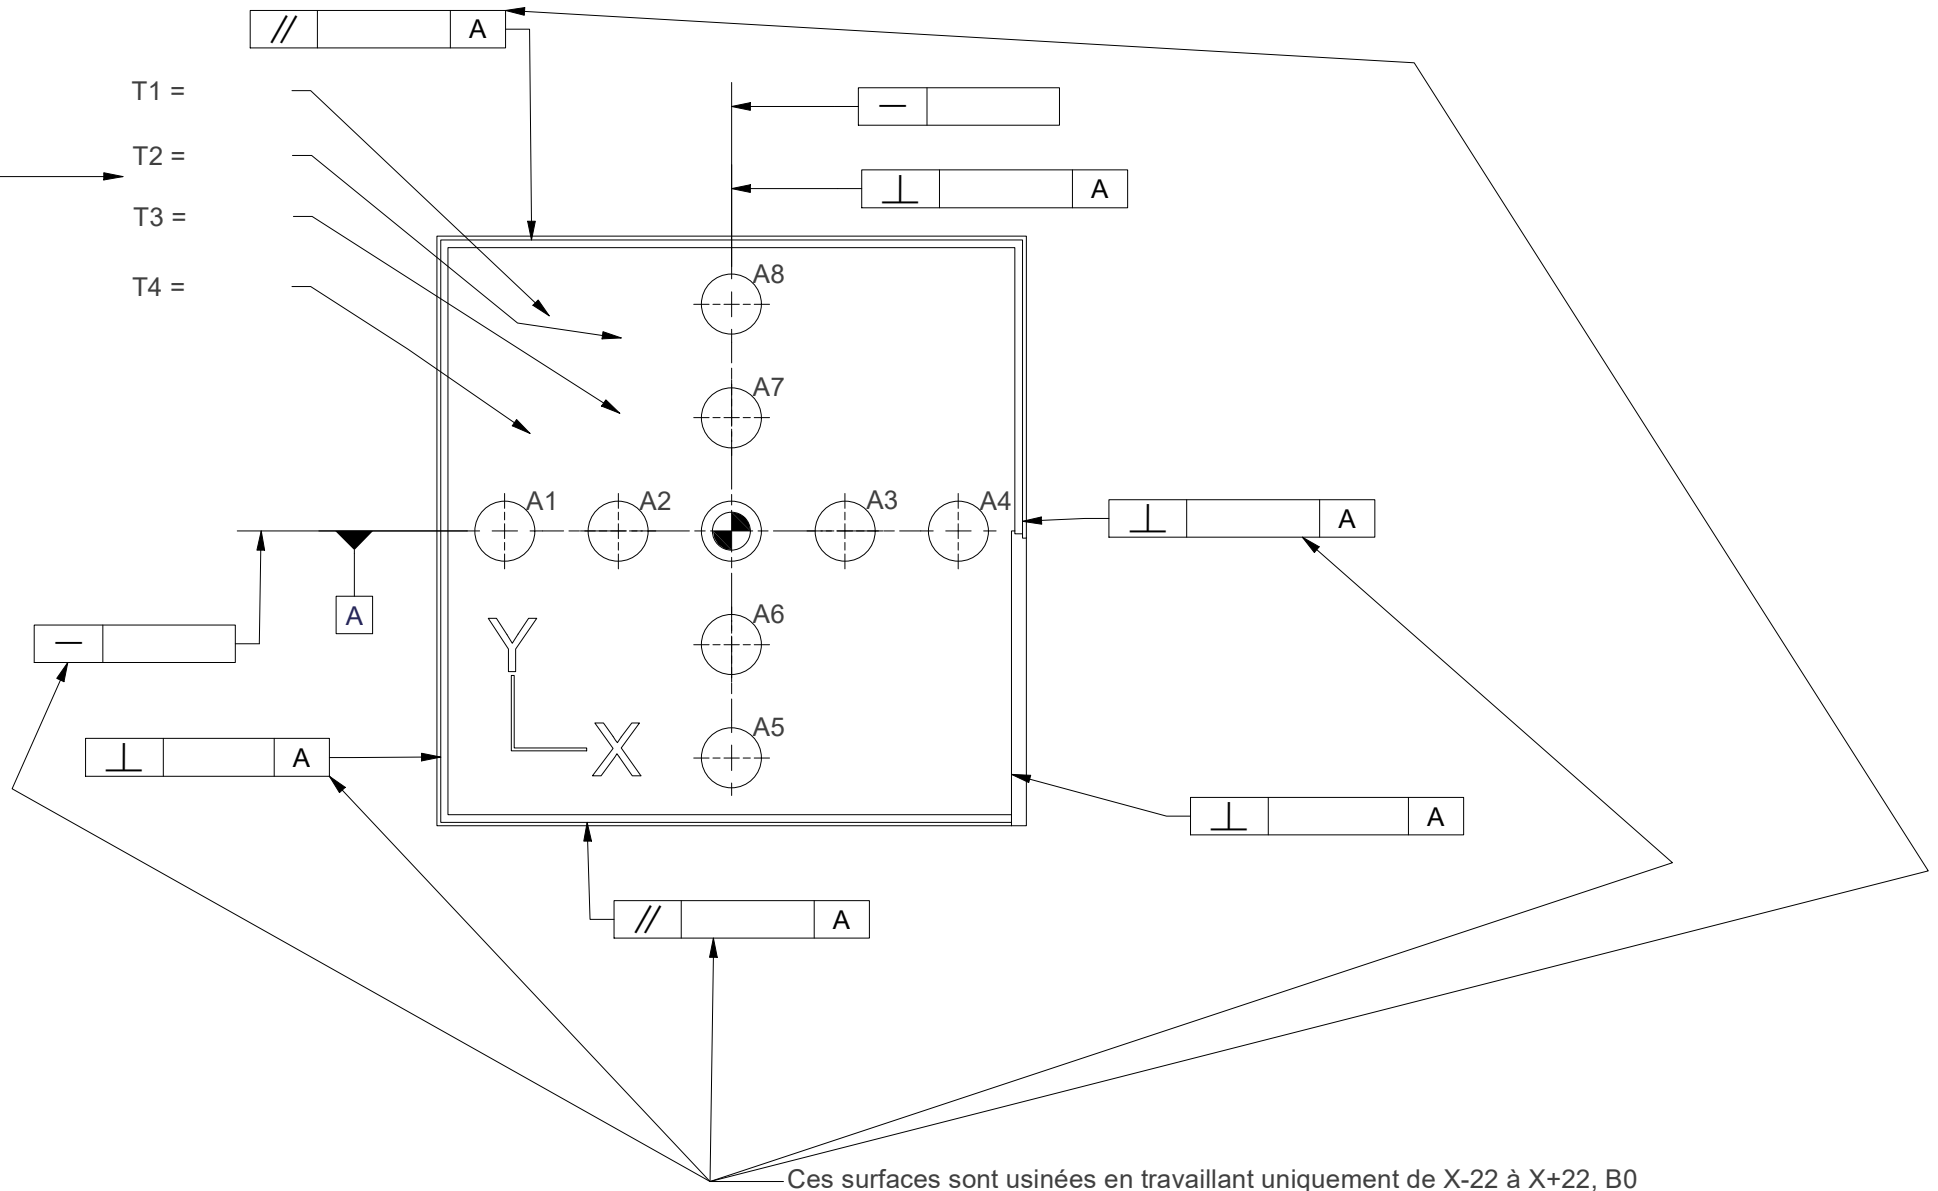 // A
T1 =
—
T2 =
⊥ A
T3 =
T4 =
A8
A7
A1 A2 A3 A4
⊥ A
A
—
A6
Y
A5
X
⊥ A
⊥ A
// A
Ces surfaces sont usinées en travaillant uniquement de X-22 à X+22, B0